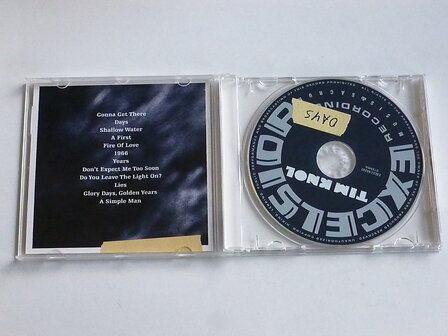 Gonna Get There
Days
Shallow Water
A First
Fire Of Love
1966
Years
Don't Expect Me Too Soon
Do You Leave The Light On?
Lies
Glory Days, Golden Years
A Simple Man
DAYS
TIM KNOL
EXCELSIOR
RECORDING